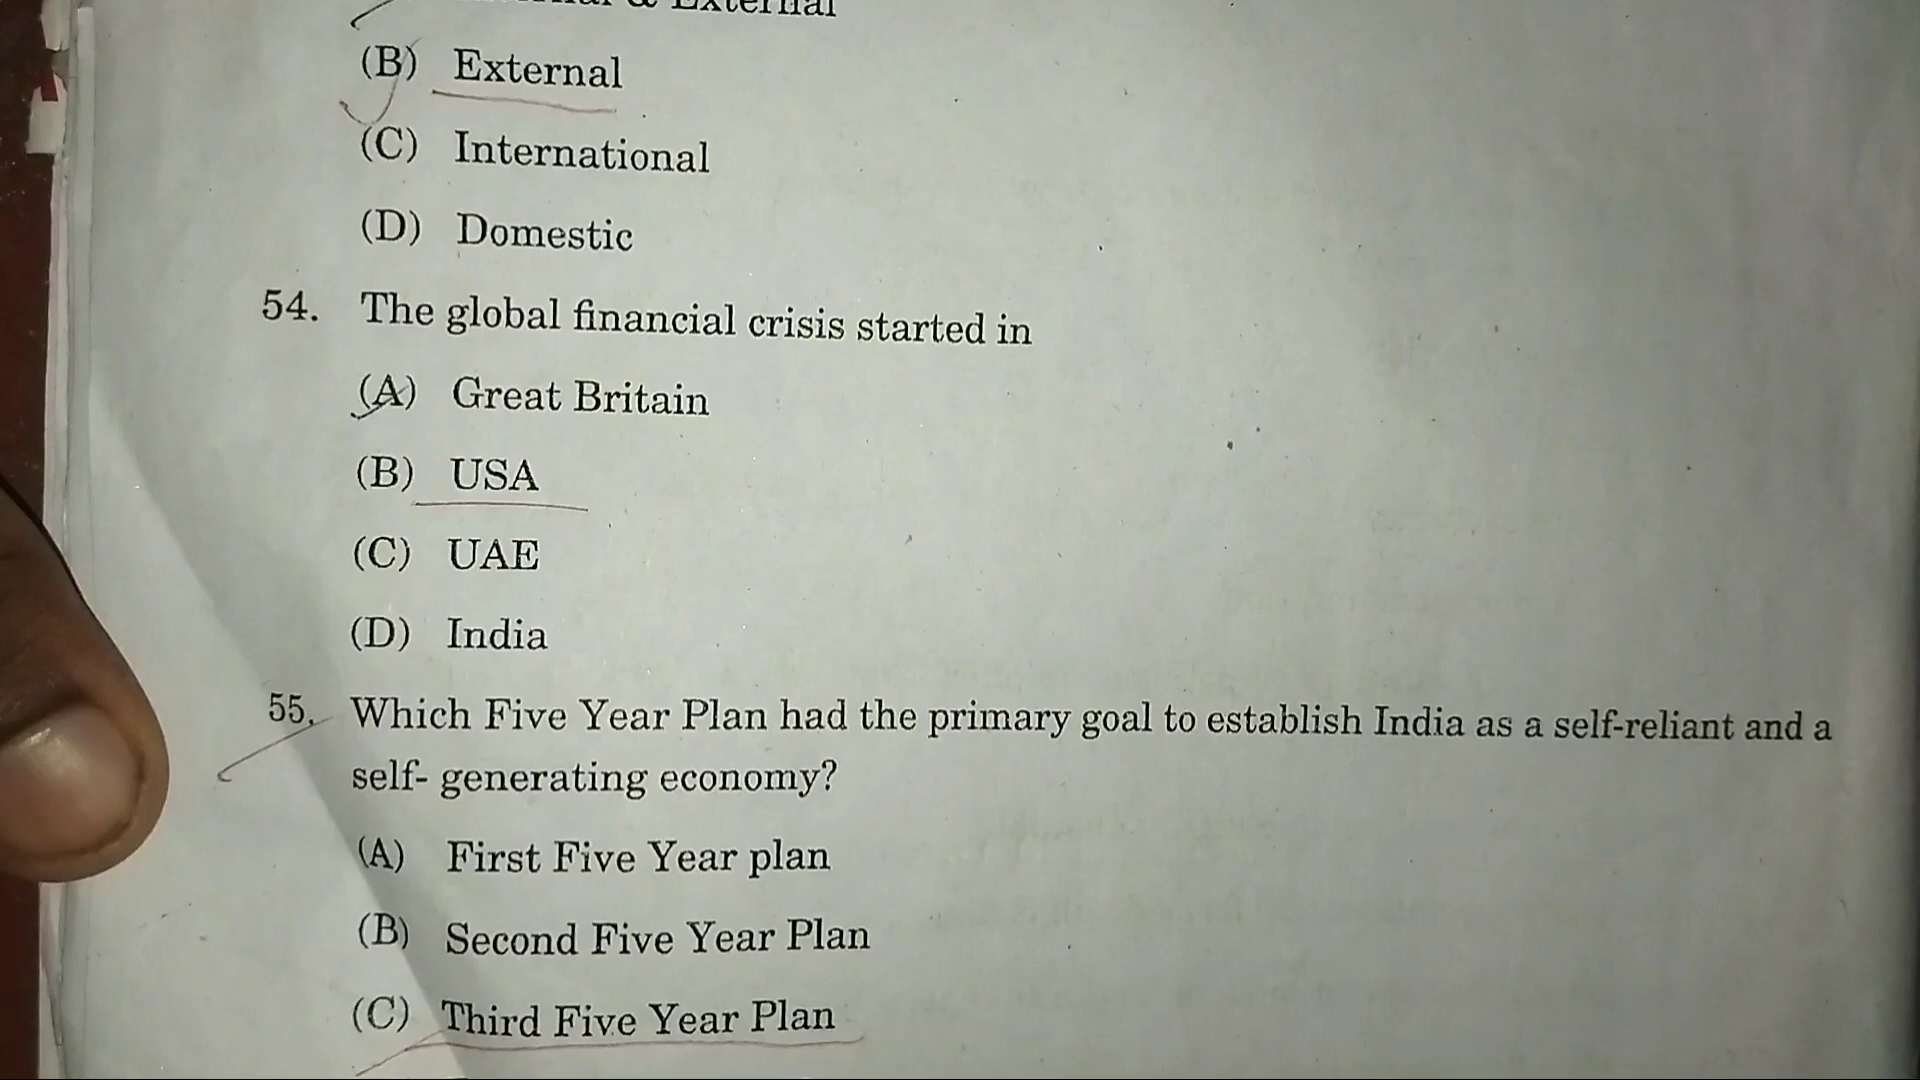 & External
(B) External
(C) International
(D) Domestic
54. The global financial crisis started in
(A) Great Britain
(B) USA
(C) UAE
(D) India
55. Which Five Year Plan had the primary goal to establish India as a self-reliant and a
self- generating economy?
(A) First Five Year plan
(B) Second Five Year Plan
(C) Third Five Year Plan